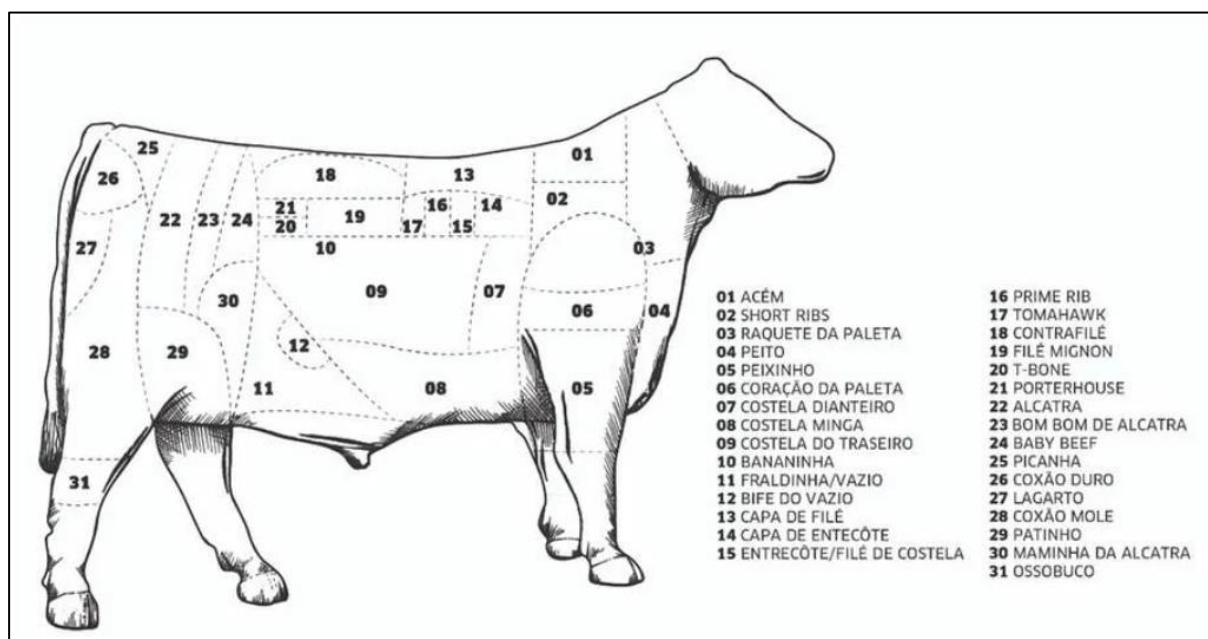 25
26
01
18
13
16
14
02
21
22
23
24
19
20
17
15
27
10
03
09
07
30
06
04
12
28
29
11
08
05
31
01 ACÉM
02 SHORT RIBS
03 RAQUETE DA PALETA
04 PEITO
05 PEIXINHO
06 CORAÇÃO DA PALETA
07 COSTELA DIANTEIRO
08 COSTELA MINGA
09 COSTELA DO TRASEIRO
10 BANANINHA
11 FRALDINHA/VAZIO
12 BIFE DO VAZIO
13 CAPA DE FILÉ
14 CAPA DE ENTECÔTE
15 ENTRECÔTE/FILÉ DE COSTELA
16 PRIME RIB
17 TOMAHAWK
18 CONTRAFILÉ
19 FILÉ MIGNON
20 T-BONE
21 PORTERHOUSE
22 ALCATRA
23 BOM BOM DE ALCATRA
24 BABY BEEF
25 PICANHA
26 COXÃO DURO
27 LAGARTO
28 COXÃO MOLE
29 PATINHO
30 MAMINHA DA ALCATRA
31 OSSOBUCO